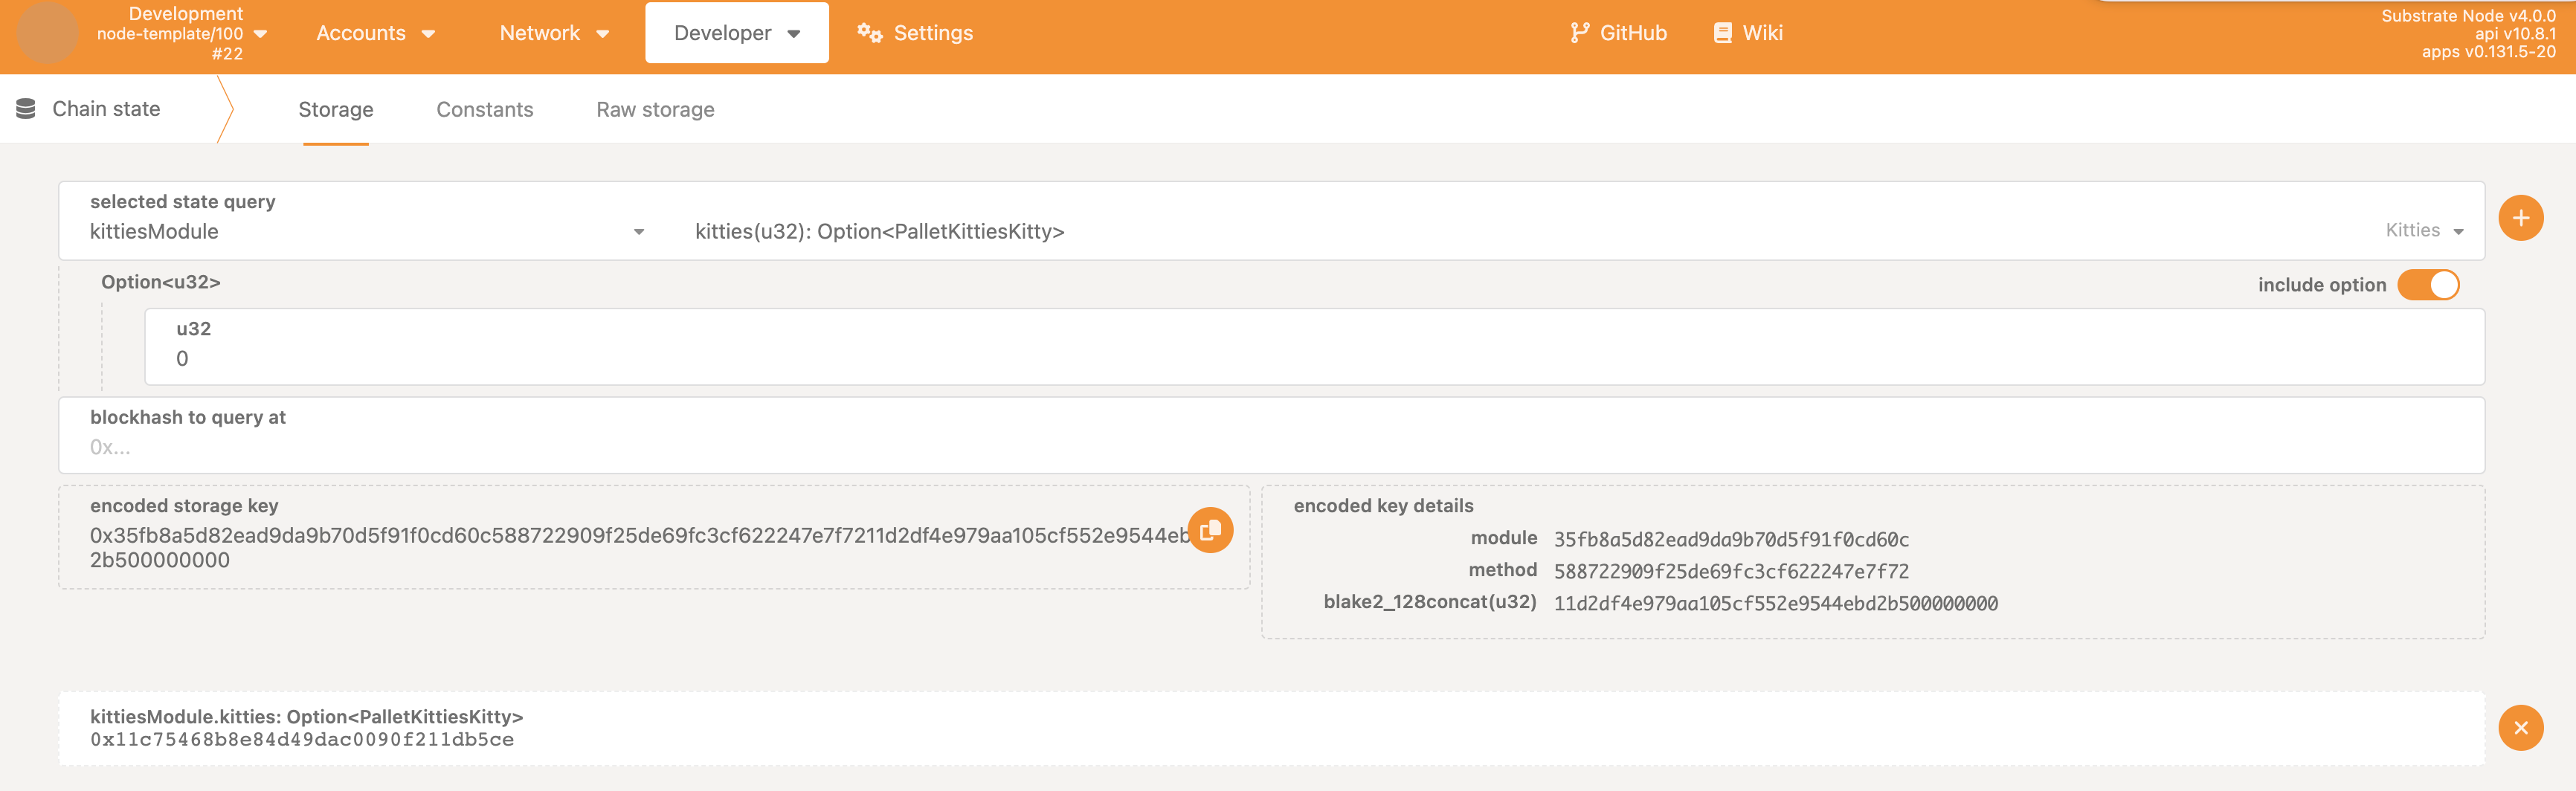 Development
node-template/100
#22
Accounts
Network
Developer
Settings
GitHub
Wiki
Substrate Node v4.0.0
api v10.8.1
apps v0.131.5-20
Chain state
Storage
Constants
Raw storage
selected state query
kittiesModule
kitties(u32): Option<PalletKittiesKitty>
Kitties
Option<u32>
include option
u32
0
blockhash to query at
0x...
encoded storage key
0x35fb8a5d82ead9da9b70d5f91f0cd60c588722909f25de69fc3cf622247e7f7211d2df4e979aa105cf552e9544eb
2b500000000
encoded key details
module 35fb8a5d82ead9da9b70d5f91f0cd60c
method 588722909f25de69fc3cf622247e7f72
blake2_128concat(u32) 11d2df4e979aa105cf552e9544ebd2b500000000
kittiesModule.kitties: Option<PalletKittiesKitty>
0x11c75468b8e84d49dac0090f211db5ce